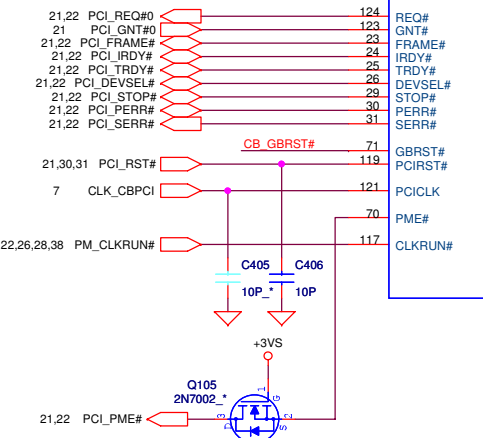 21,22 PCI_REQ#0 124 REQ#
21 PCI_GNT#0 123 GNT#
21,22 PCI_FRAME# 23 FRAME#
21,22 PCI_IRDY# 24 IRDY#
21,22 PCI_TRDY# 25 TRDY#
21,22 PCI_DEVSEL# 26 DEVSEL#
21,22 PCI_STOP# 29 STOP#
21,22 PCI_PERR# 30 PERR#
21,22 PCI_SERR# 31 SERR#
CB_GBRST# 71 GBRST#
21,30,31 PCI_RST# 119 PCIRST#
7 CLK_CBPCI 121 PCICLK
70 PME#
22,26,28,38 PM_CLKRUN# 117 CLKRUN#
C405 C406
10P_* 10P
+3VS
Q105
2N7002_*
1 G
21,22 PCI_PME# 3 D S 2